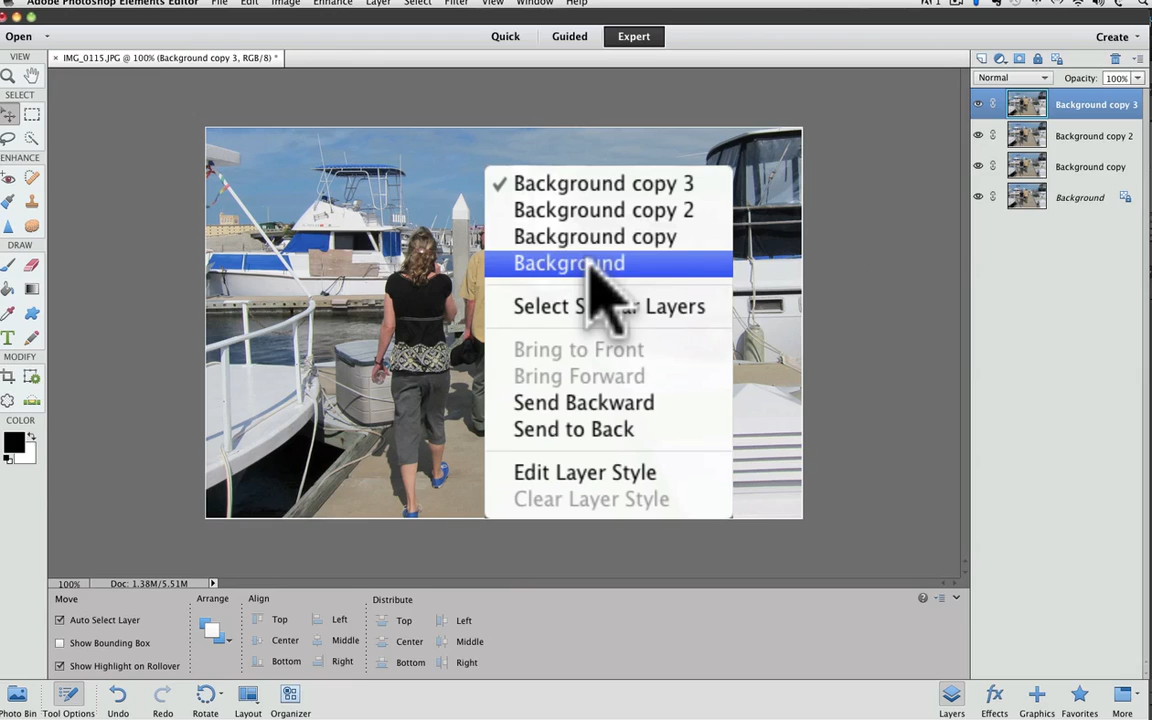 Adobe Photoshop Elements Editor File Edit Image Enhance Layer Select Filter View Window Help
Open Quick Guided Expert Create
VIEW
IMG_0115.JPG @ 100% (Background copy 3, RGB/8) *
Normal Opacity: 100%
SELECT
Background copy 3
Background copy 2
Background copy
Background
ENHANCE
DRAW
MODIFY
COLOR
Background copy 3
Background copy 2
Background copy
Background
Select Layers
Bring to Front
Bring Forward
Send Backward
Send to Back
Edit Layer Style
Clear Layer Style
100% Doc: 1.38M/5.51M
Move Arrange Align Distribute
Auto Select Layer Top Left Top Left
Show Bounding Box Center Middle Center Middle
Show Highlight on Rollover Bottom Right Bottom Right
Photo Bin Tool Options Undo Redo Rotate Layout Organizer Layers Effects Graphics Favorites More